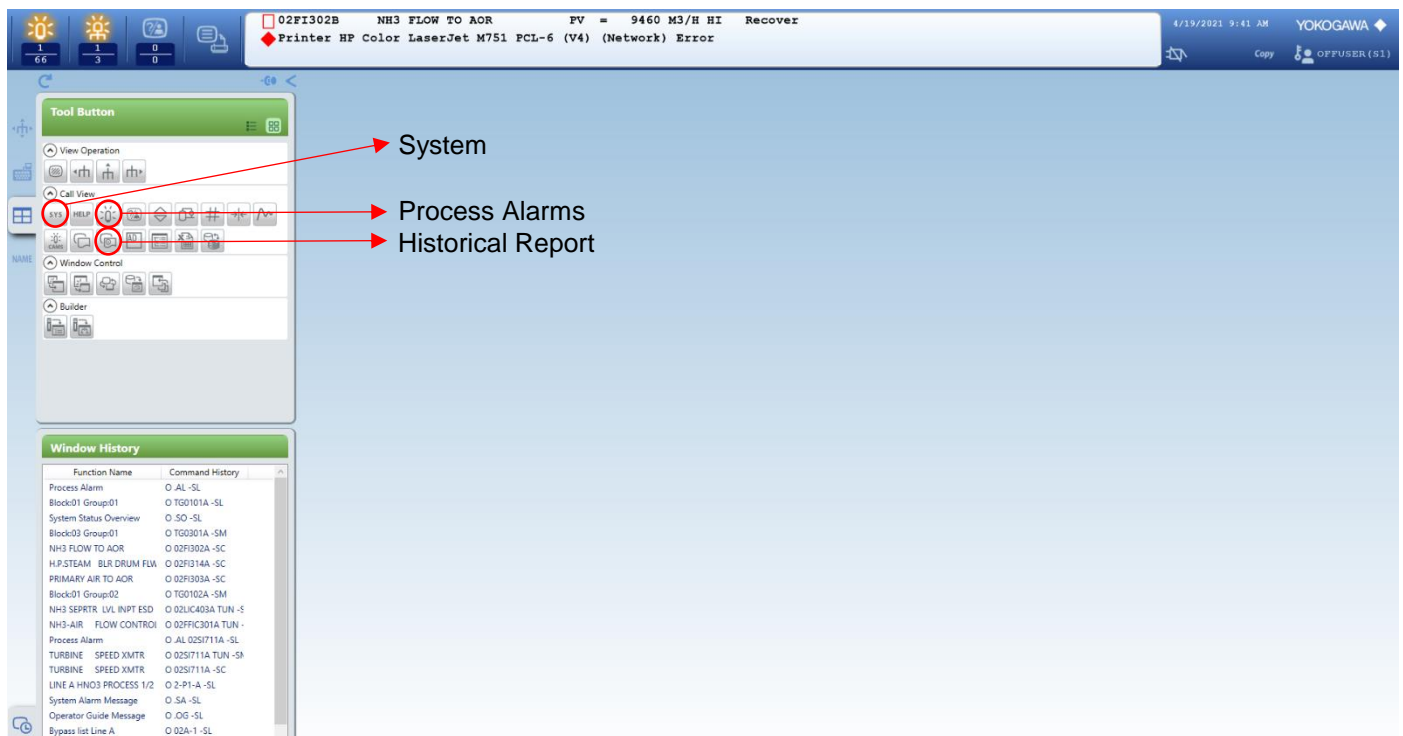 02FI302B NH3 FLOW TO AOR PV = 9460 M3/H HI Recover
Printer HP Color LaserJet M751 PCL-6 (V4) (Network) Error
4/19/2021 9:41 AM
YOKOGAWA
1
66
1
3
0
0
Copy
OFFUSER(S1)
Tool Button
View Operation
Call View
SYS
HELP
CAMS
AD
Window Control
Builder
NAME
System
Process Alarms
Historical Report
Window History
Function Name Command History
Process Alarm O .AL -SL
Block:01 Group:01 O TG0101A -SL
System Status Overview O .SO -SL
Block:03 Group:01 O TG0301A -SM
NH3 FLOW TO AOR O 02FI302A -SC
H.P.STEAM BLR DRUM FLW O 02FI314A -SC
PRIMARY AIR TO AOR O 02FI303A -SC
Block:01 Group:02 O TG0102A -SM
NH3 SEPRTR LVL INPT ESD O 02LIC403A TUN -S
NH3-AIR FLOW CONTROL O 02FFIC301A TUN -
Process Alarm O .AL 02SI711A -SL
TURBINE SPEED XMTR O 02SI711A TUN -SM
TURBINE SPEED XMTR O 02SI711A -SC
LINE A HNO3 PROCESS 1/2 O 2-P1-A -SL
System Alarm Message O .SA -SL
Operator Guide Message O .OG -SL
Bypass list Line A O 02A-1 -SL